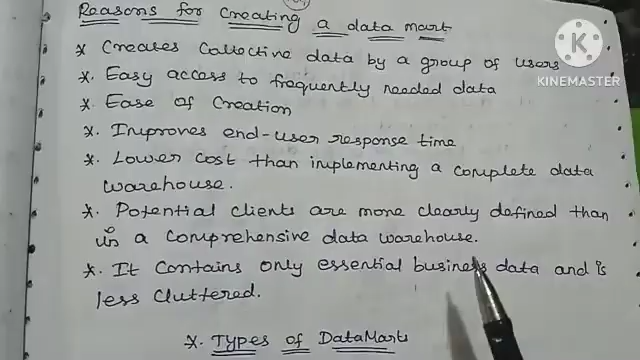 Reasons for Creating a data mart
* Creates Collective data by a group of users
*. Easy access to frequently needed data
*. Ease of Creation
*. Improves end-user response time
*. Lower cost than implementing a complete data
warehouse.
*. Potential clients are more clearly defined than
in a comprehensive data warehouse.
*. It contains only essential business data and is
less cluttered.
*. Types of DataMarts
KINEMASTER